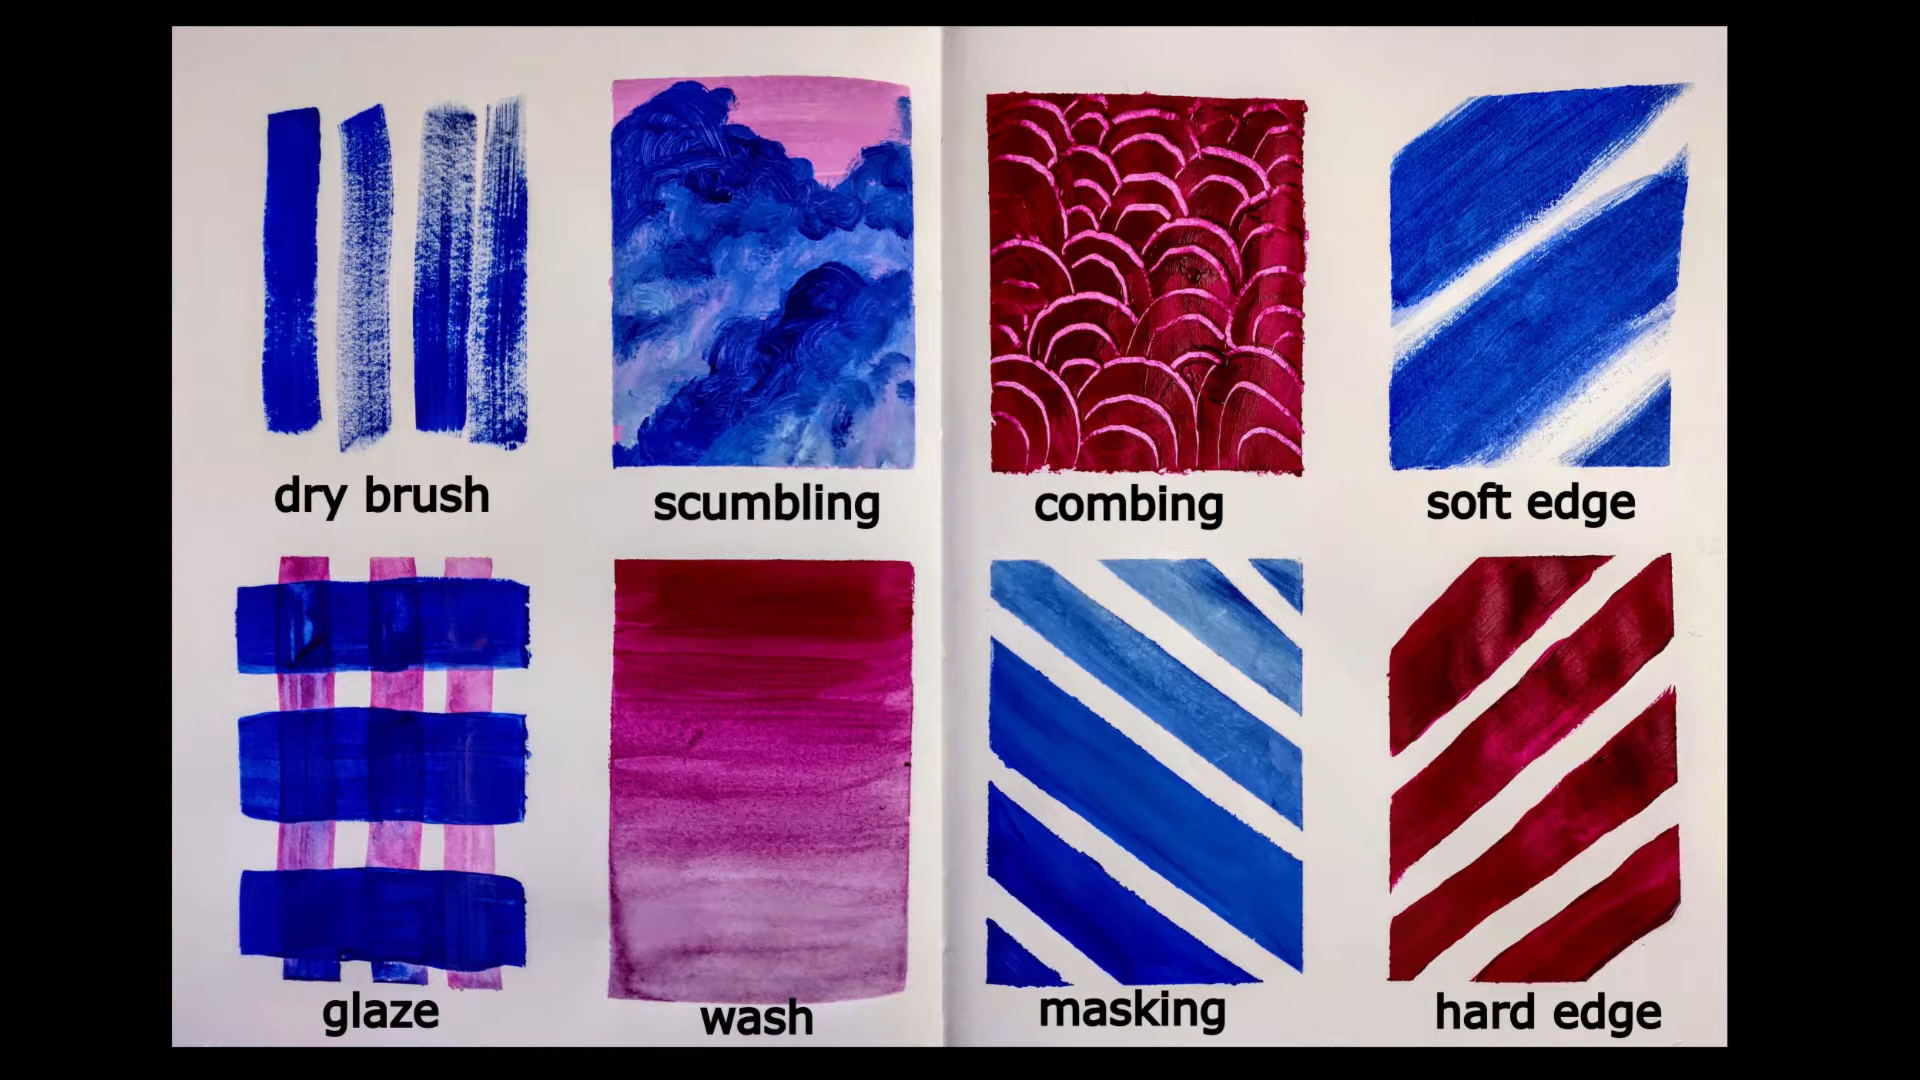 dry brush
scumbling
combing
soft edge
glaze
wash
masking
hard edge